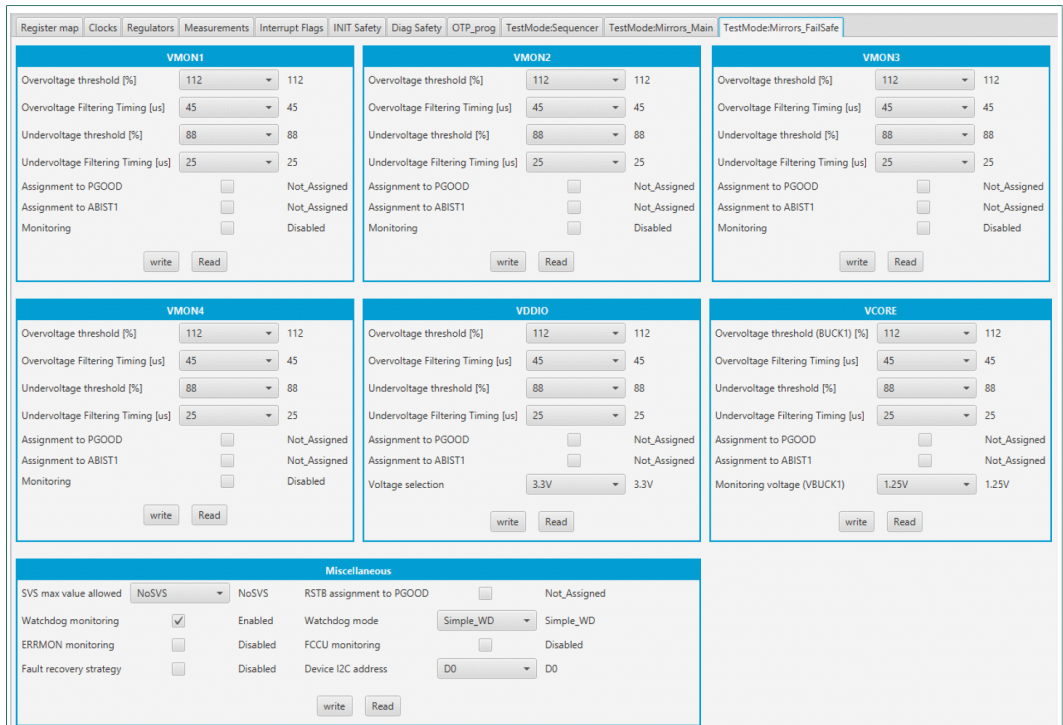 Register map Clocks Regulators Measurements Interrupt Flags INIT Safety Diag Safety OTP_prog TestMode:Sequencer TestMode:Mirrors_Main TestMode:Mirrors_FailSafe
VMON1
Overvoltage threshold [%] 112 112
Overvoltage Filtering Timing [us] 45 45
Undervoltage threshold [%] 88 88
Undervoltage Filtering Timing [us] 25 25
Assignment to PGOOD Not_Assigned
Assignment to ABIST1 Not_Assigned
Monitoring Disabled
write Read
VMON2
Overvoltage threshold [%] 112 112
Overvoltage Filtering Timing [us] 45 45
Undervoltage threshold [%] 88 88
Undervoltage Filtering Timing [us] 25 25
Assignment to PGOOD Not_Assigned
Assignment to ABIST1 Not_Assigned
Monitoring Disabled
write Read
VMON3
Overvoltage threshold [%] 112 112
Overvoltage Filtering Timing [us] 45 45
Undervoltage threshold [%] 88 88
Undervoltage Filtering Timing [us] 25 25
Assignment to PGOOD Not_Assigned
Assignment to ABIST1 Not_Assigned
Monitoring Disabled
write Read
VMON4
Overvoltage threshold [%] 112 112
Overvoltage Filtering Timing [us] 45 45
Undervoltage threshold [%] 88 88
Undervoltage Filtering Timing [us] 25 25
Assignment to PGOOD Not_Assigned
Assignment to ABIST1 Not_Assigned
Monitoring Disabled
write Read
VDDIO
Overvoltage threshold [%] 112 112
Overvoltage Filtering Timing [us] 45 45
Undervoltage threshold [%] 88 88
Undervoltage Filtering Timing [us] 25 25
Assignment to PGOOD Not_Assigned
Assignment to ABIST1 Not_Assigned
Voltage selection 3.3V 3.3V
write Read
VCORE
Overvoltage threshold (BUCK1) [%] 112 112
Overvoltage Filtering Timing [us] 45 45
Undervoltage threshold [%] 88 88
Undervoltage Filtering Timing [us] 25 25
Assignment to PGOOD Not_Assigned
Assignment to ABIST1 Not_Assigned
Monitoring voltage (VBUCK1) 1.25V 1.25V
write Read
Miscellaneous
SVS max value allowed NoSVS NoSVS RSTB assignment to PGOOD Not_Assigned
Watchdog monitoring Enabled Watchdog mode Simple_WD Simple_WD
ERRMON monitoring Disabled FCCU monitoring Disabled
Fault recovery strategy Disabled Device I2C address D0 D0
write Read